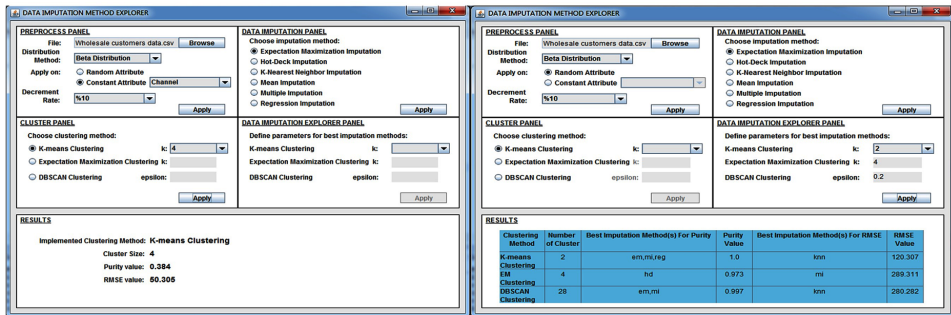 DATA IMPUTATION METHOD EXPLORER
PREPROCESS PANEL
File: Wholesale customers data.csv Browse
Distribution Method: Beta Distribution
Apply on: Random Attribute
Constant Attribute Channel
Decrement Rate: %10
Apply
DATA IMPUTATION PANEL
Choose imputation method:
Expectation Maximization Imputation
Hot-Deck Imputation
K-Nearest Neighbor Imputation
Mean Imputation
Multiple Imputation
Regression Imputation
Apply
CLUSTER PANEL
Choose clustering method:
K-means Clustering k: 4
Expectation Maximization Clustering k:
DBSCAN Clustering epsilon:
Apply
DATA IMPUTATION EXPLORER PANEL
Define parameters for best imputation methods:
K-means Clustering k:
Expectation Maximization Clustering k:
DBSCAN Clustering epsilon:
Apply
RESULTS
Implemented Clustering Method: K-means Clustering
Cluster Size: 4
Purity value: 0.384
RMSE value: 50.305
DATA IMPUTATION METHOD EXPLORER
PREPROCESS PANEL
File: Wholesale customers data.csv Browse
Distribution Method: Beta Distribution
Apply on: Random Attribute
Constant Attribute
Decrement Rate: %10
Apply
DATA IMPUTATION PANEL
Choose imputation method:
Expectation Maximization Imputation
Hot-Deck Imputation
K-Nearest Neighbor Imputation
Mean Imputation
Multiple Imputation
Regression Imputation
Apply
CLUSTER PANEL
Choose clustering method:
K-means Clustering k:
Expectation Maximization Clustering k:
DBSCAN Clustering epsilon:
Apply
DATA IMPUTATION EXPLORER PANEL
Define parameters for best imputation methods:
K-means Clustering k: 2
Expectation Maximization Clustering k: 4
DBSCAN Clustering epsilon: 0.2
Apply
RESULTS
Clustering Method Number of Cluster Best Imputation Method(s) For Purity Purity Value Best Imputation Method(s) For RMSE RMSE Value
K-means Clustering 2 em,mi,reg 1.0 knn 120.307
EM Clustering 4 hd 0.973 mi 289.311
DBSCAN Clustering 28 em,mi 0.997 knn 280.282